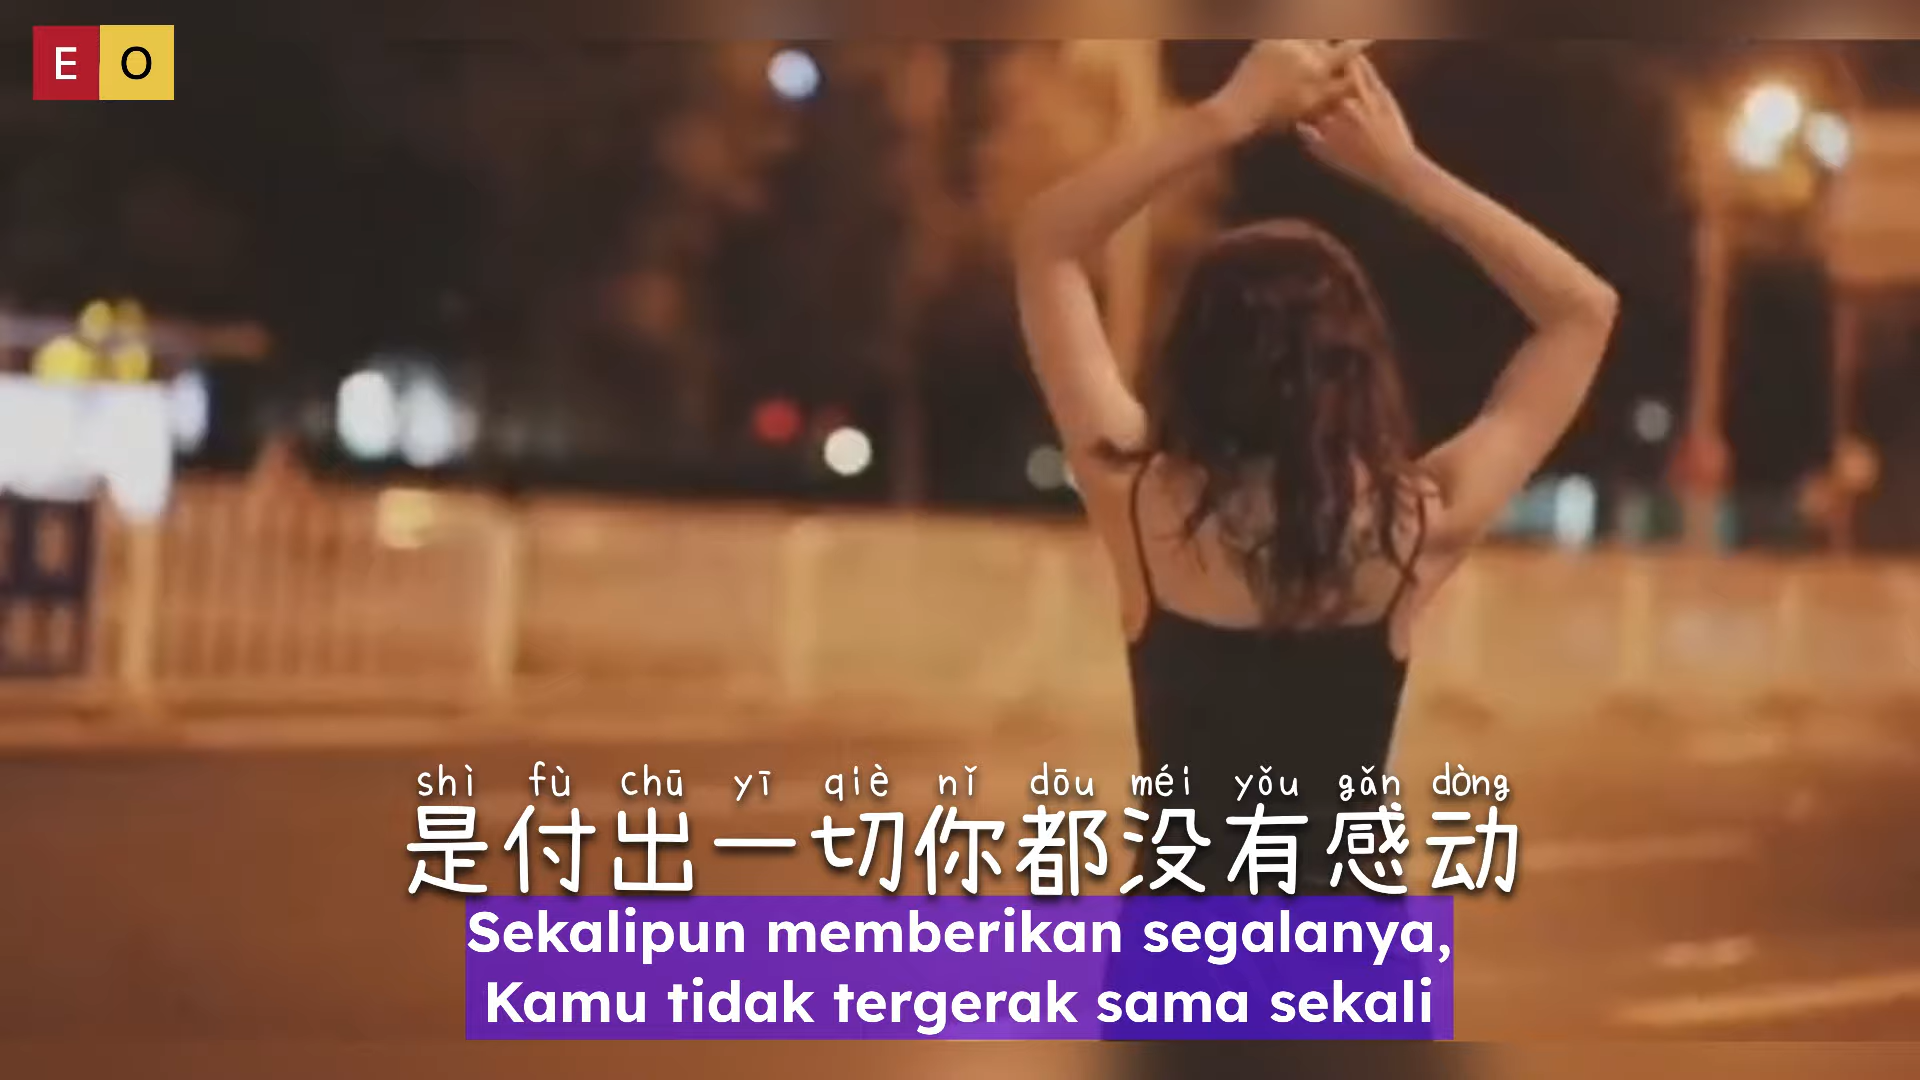 E O
shì fù chū yī qiè nǐ dōu méi yǒu gǎn dòng
是付出一切你都没有感动
Sekalipun memberikan segalanya,
Kamu tidak tergerak sama sekali